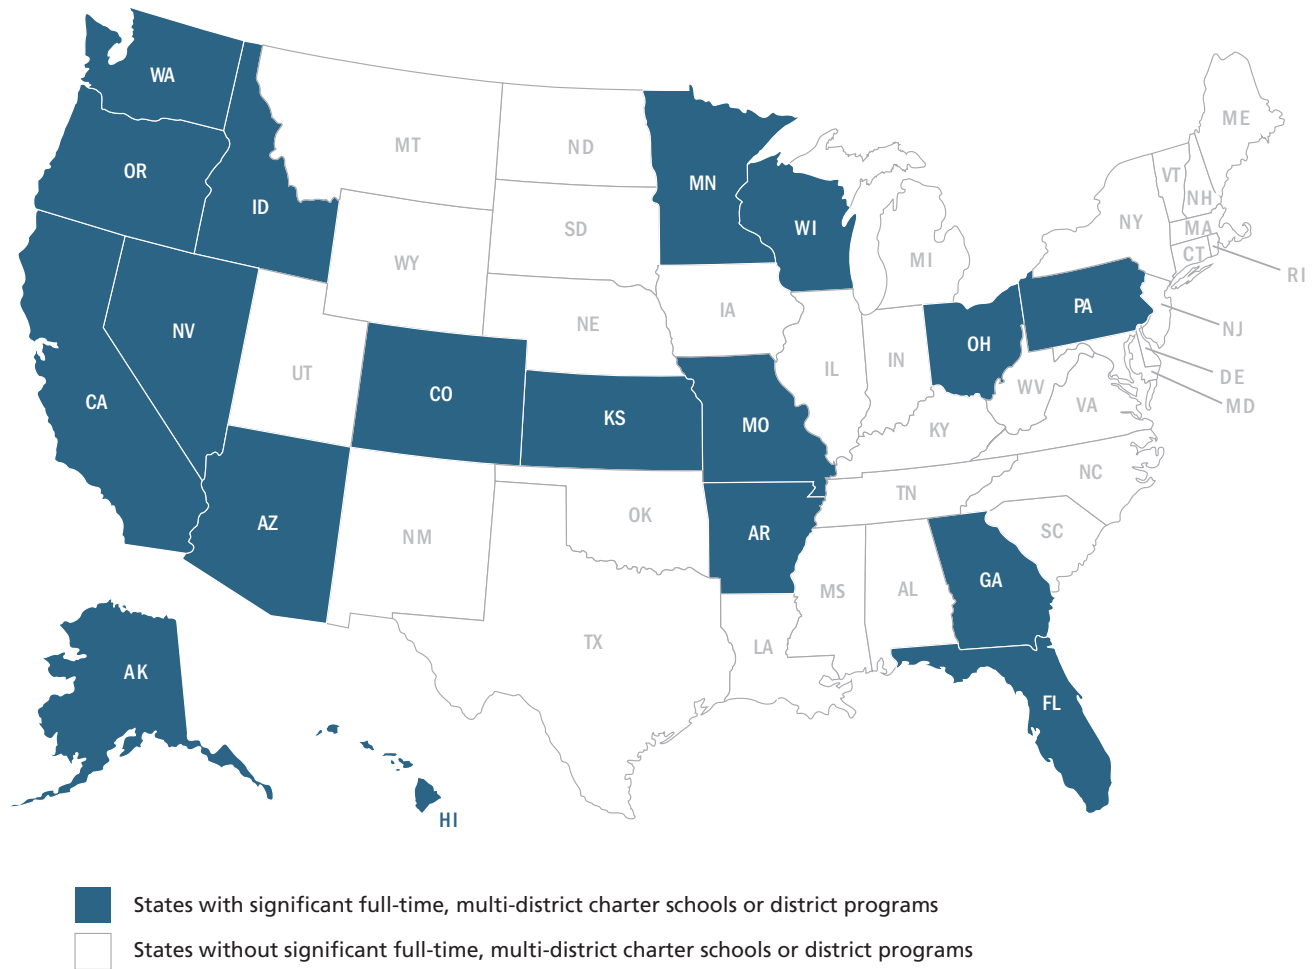 WA
MT
ND
ME
OR
MN
VT
NH
ID
WI
NY
MA
SD
CT
WY
MI
RI
PA
IA
NE
NV
NJ
OH
IN
IL
UT
DE
WV
CO
CA
MD
VA
KS
MO
KY
NC
TN
OK
AZ
SC
AR
NM
GA
AL
MS
TX
LA
AK
FL
HI
States with significant full-time, multi-district charter schools or district programs
States without significant full-time, multi-district charter schools or district programs